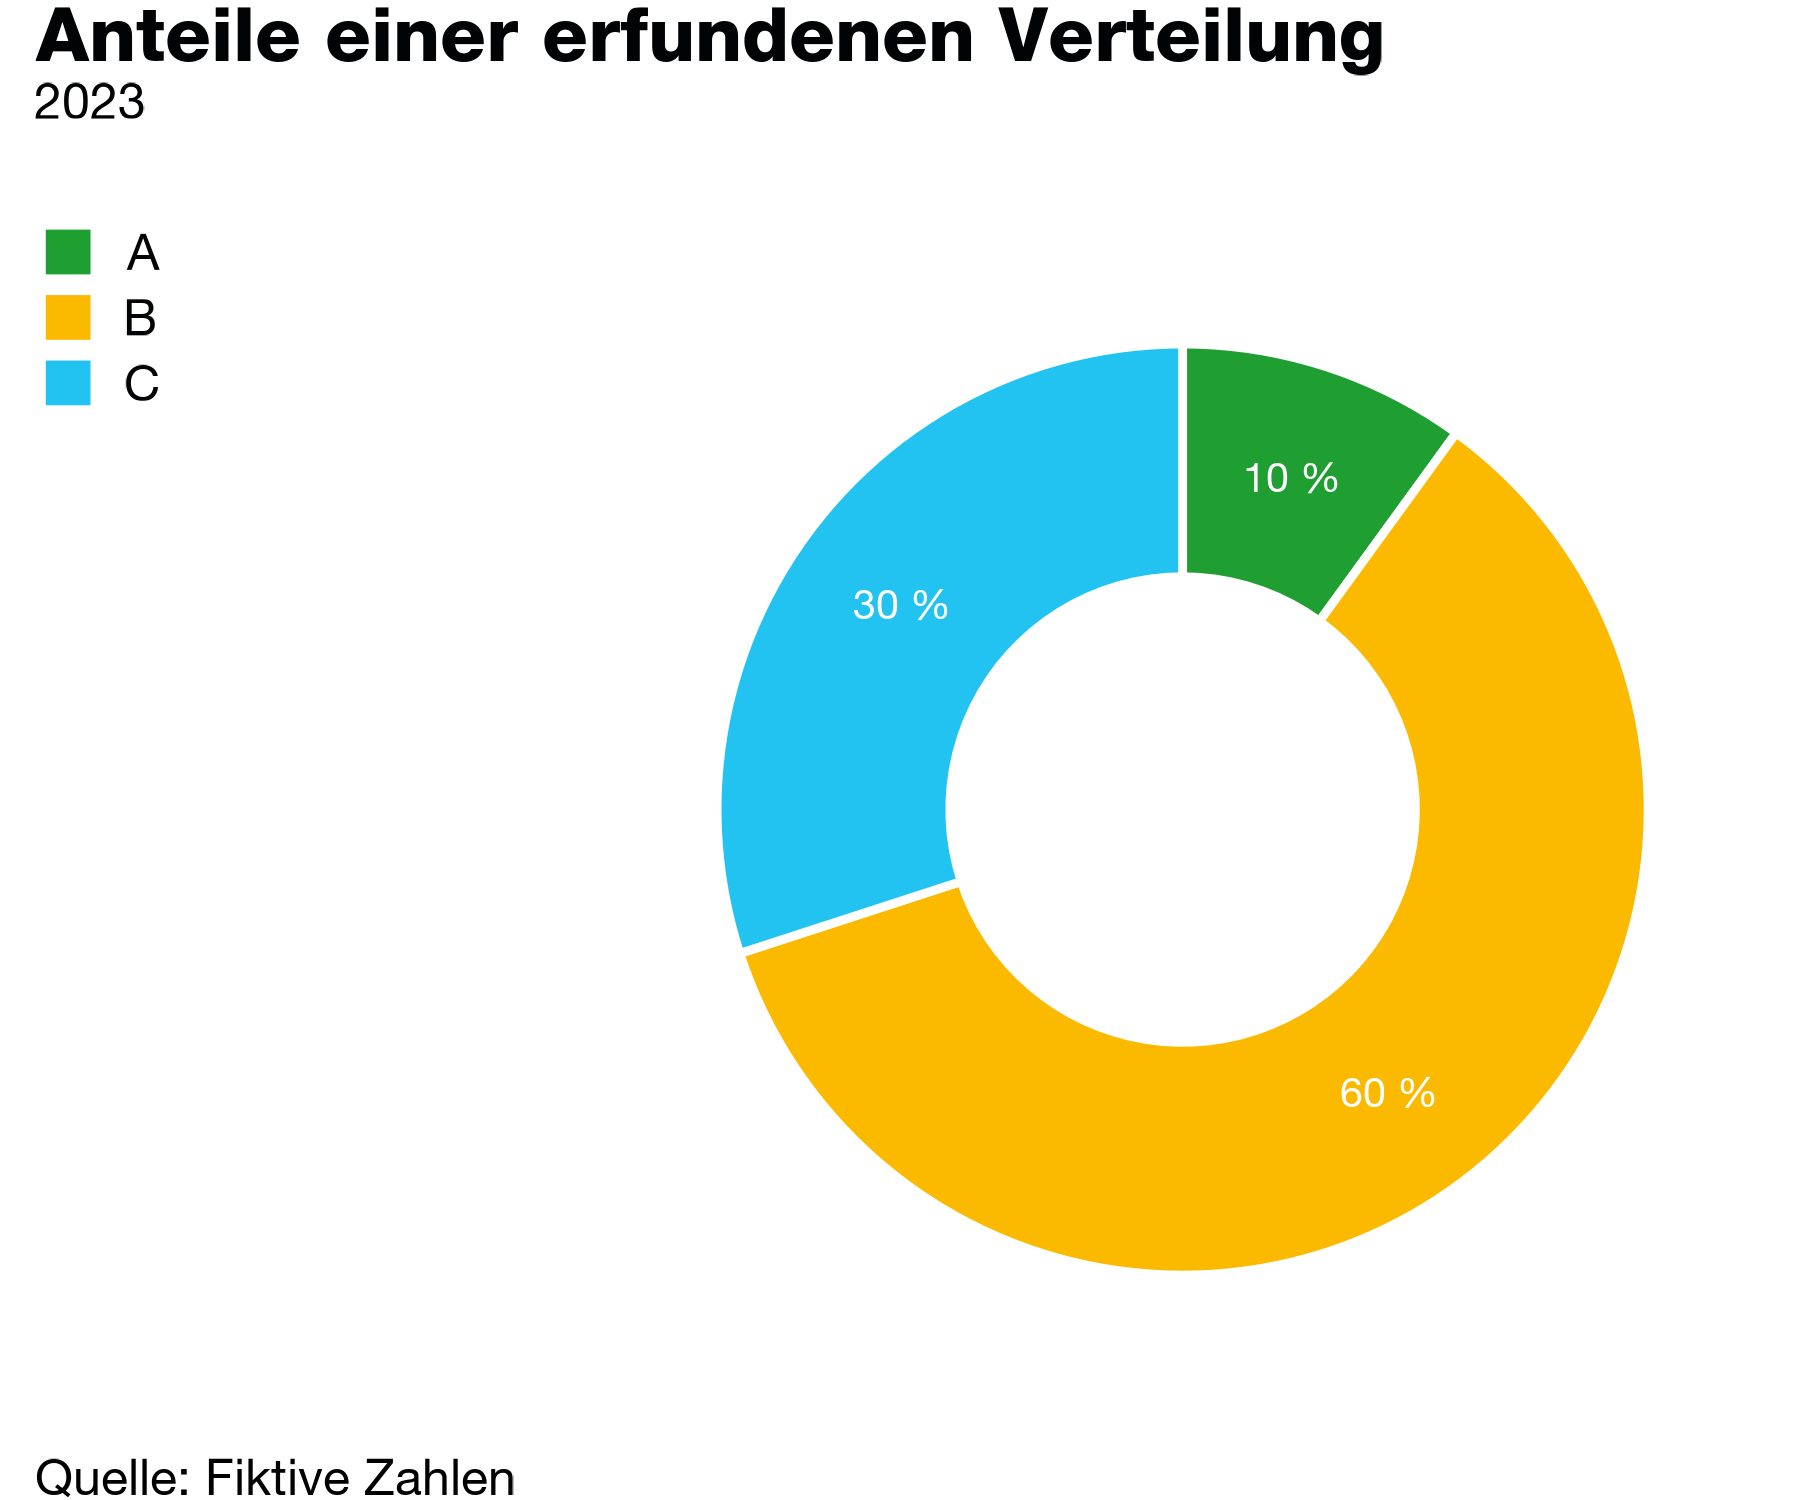 Anteile einer erfundenen Verteilung
2023
A
B
C
10 %
30 %
60 %
Quelle: Fiktive Zahlen